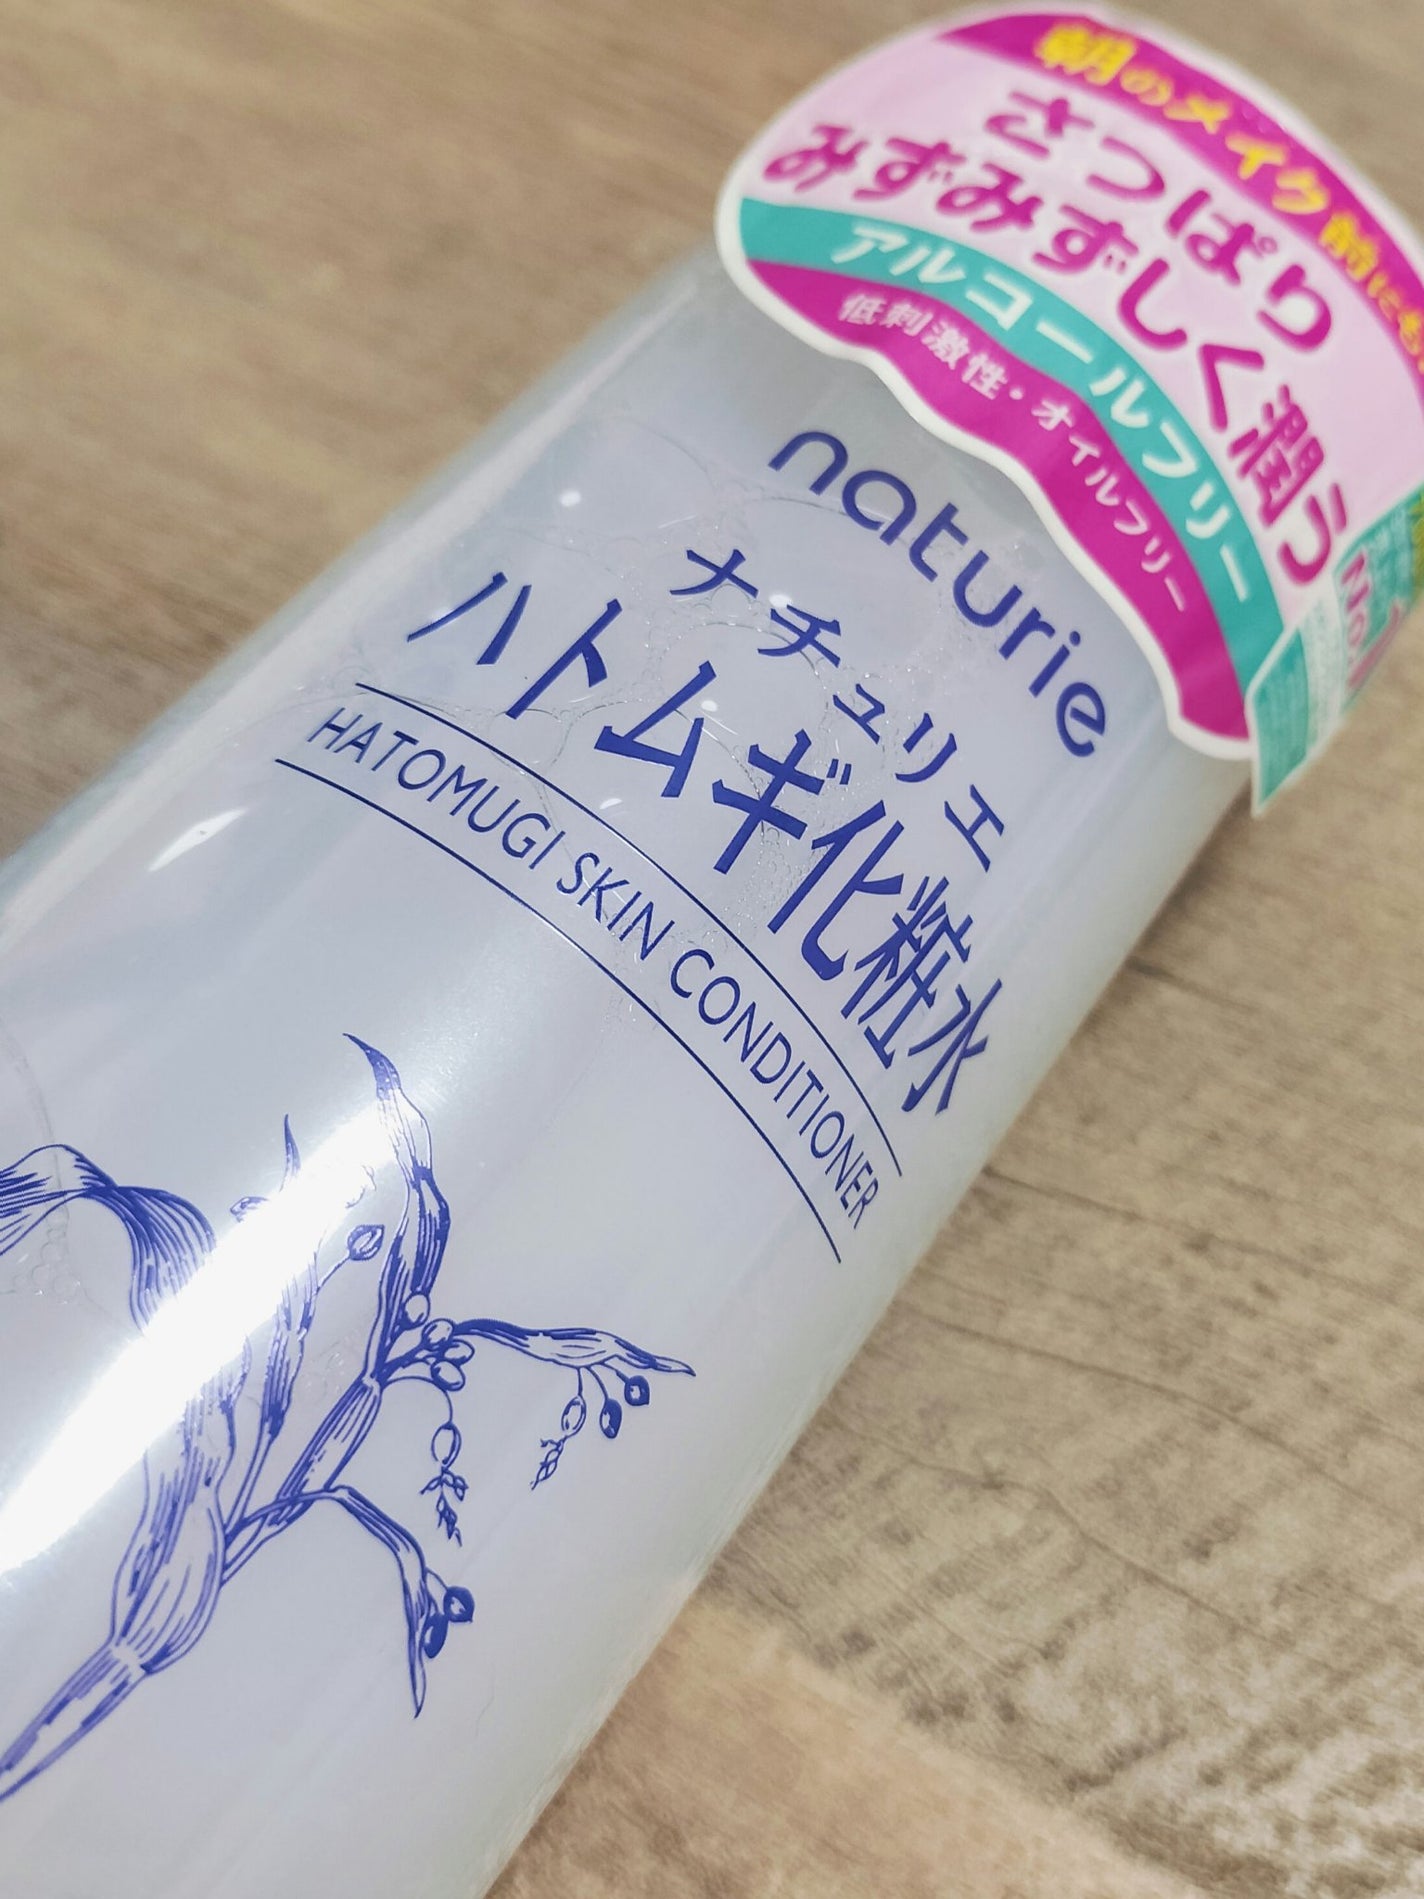 朝のメイク前にも
さっぱり
みずみずしく潤う
アルコールフリー
低刺激性・オイルフリー
No.1
naturie
ナチュリエ
ハトムギ化粧水
HATOMUGI SKIN CONDITIONER